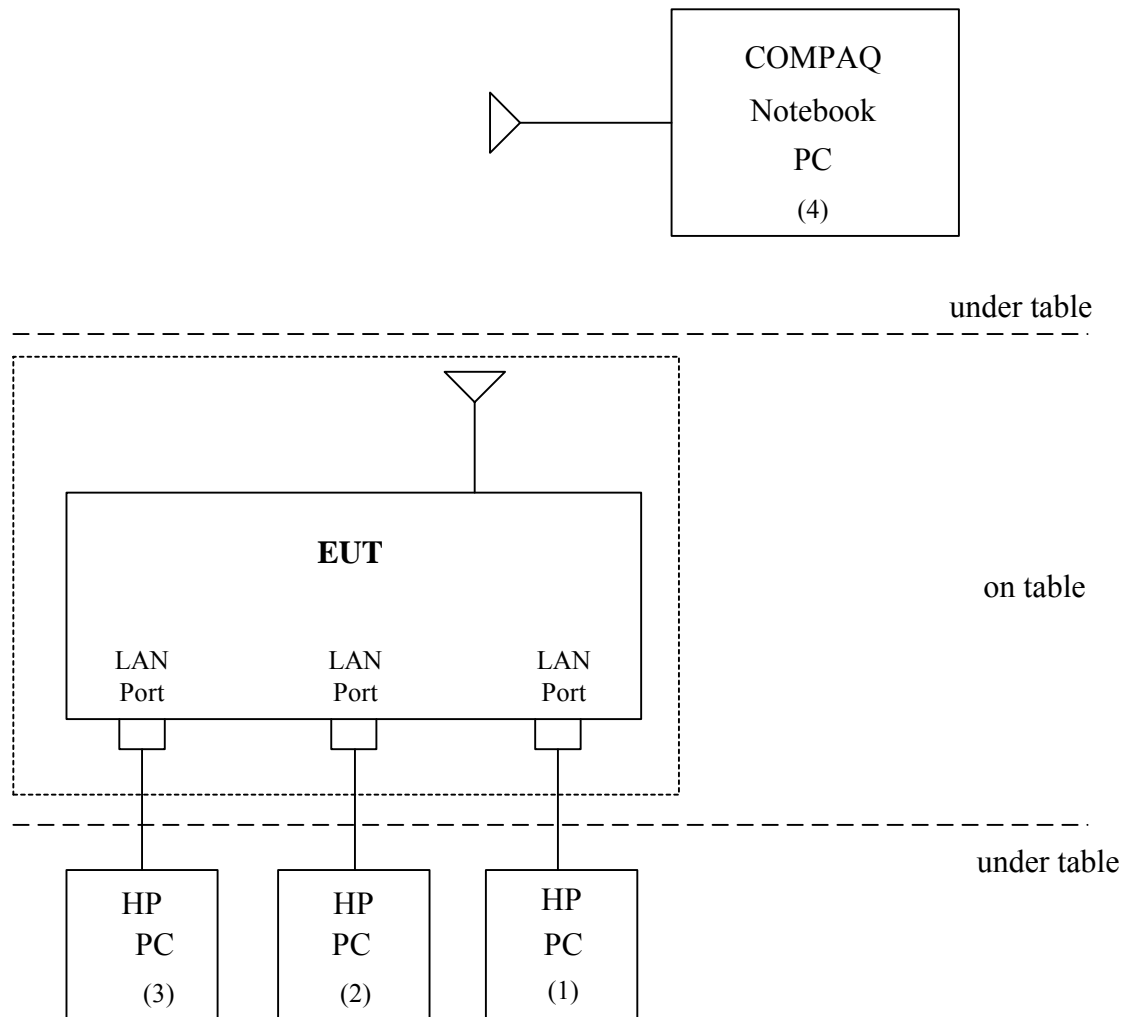 COMPAQ
Notebook
PC
(4)
under table
EUT
on table
LAN
Port
LAN
Port
LAN
Port
under table
HP
PC
(3)
HP
PC
(2)
HP
PC
(1)